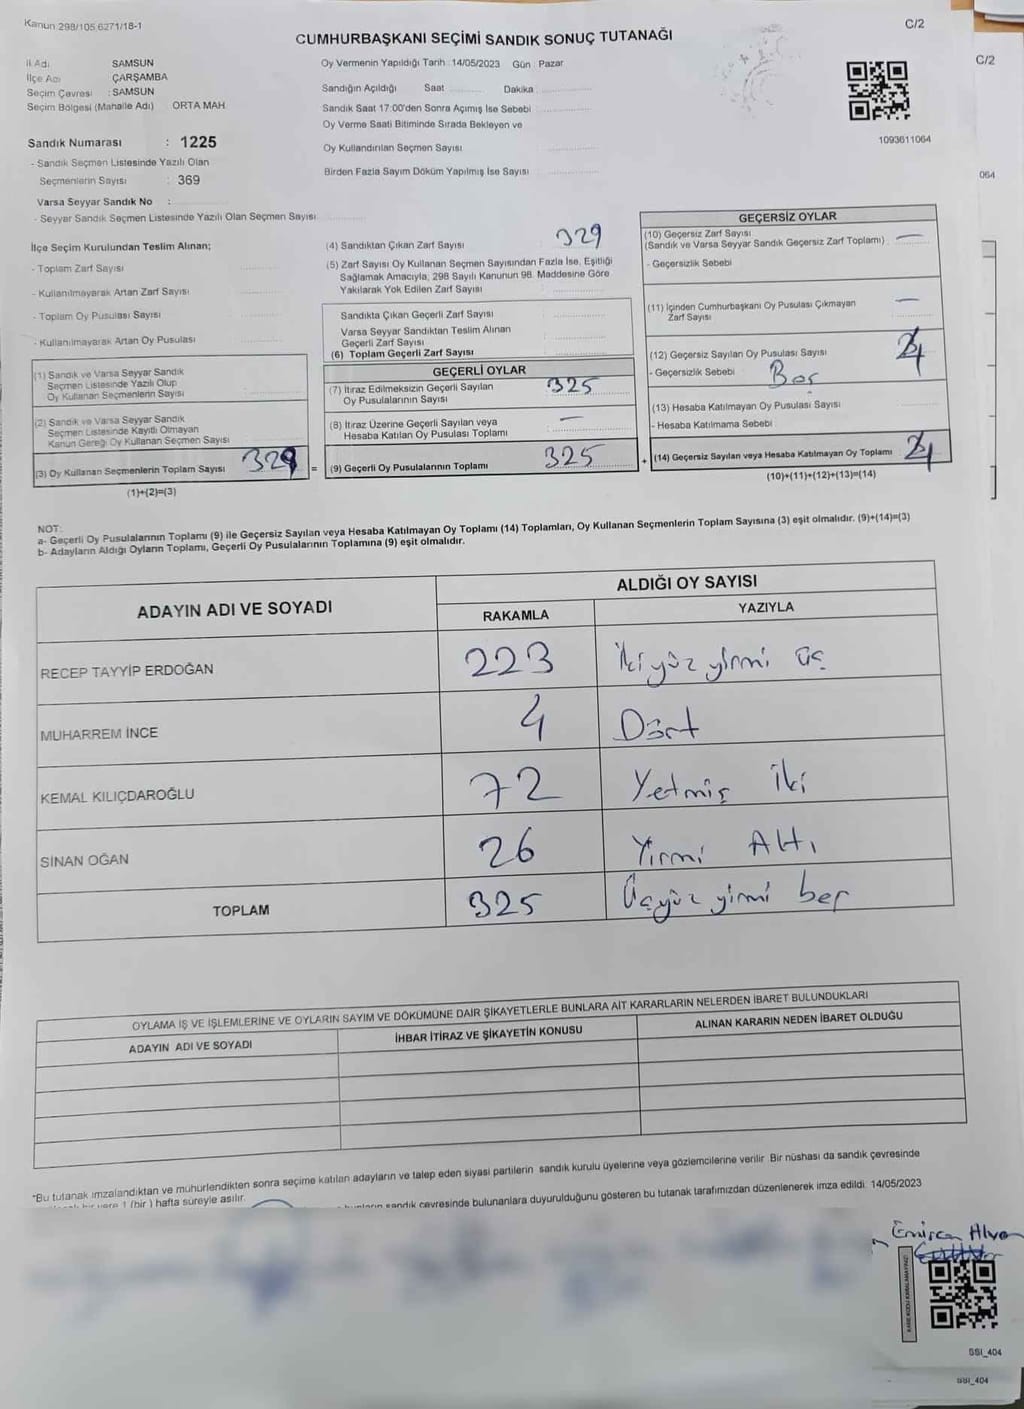 Kanun 298/105 6271/18-1
C/2
CUMHURBAŞKANI SEÇİMİ SANDIK SONUÇ TUTANAĞI
C/2
İl Adı SAMSUN
İlçe Adı ÇARŞAMBA
Seçim Çevresi : SAMSUN
Seçim Bölgesi (Mahalle Adı) ORTA MAH
Oy Vermenin Yapıldığı Tarih : 14/05/2023 Gün : Pazar
Sandığın Açıldığı Saat Dakika
Sandık Saat 17:00'den Sonra Açımış İse Sebebi
Oy Verme Saati Bitiminde Sırada Bekleyen ve
Oy Kullandırılan Seçmen Sayısı
Birden Fazla Sayım Döküm Yapılmış İse Sayısı
1093611064
064
Sandık Numarası : 1225
- Sandık Seçmen Listesinde Yazılı Olan
Seçmenlerin Sayısı : 369
Varsa Seyyar Sandık No :
- Seyyar Sandık Seçmen Listesinde Yazılı Olan Seçmen Sayısı
İlçe Seçim Kurulundan Teslim Alınan;
- Toplam Zarf Sayısı
- Kullanılmayarak Artan Zarf Sayısı
- Toplam Oy Pusulası Sayısı
- Kullanılmayarak Artan Oy Pusulası
(1) Sandık ve Varsa Seyyar Sandık
Seçmen Listesinde Yazılı Olup
Oy Kullanan Seçmenlerin Sayısı
(2) Sandık ve Varsa Seyyar Sandık
Seçmen Listesinde Kayıtlı Olmayan
Kanun Gereği Oy Kullanan Seçmen Sayısı
(3) Oy Kullanan Seçmenlerin Toplam Sayısı 329 =
(1)+(2)=(3)
(4) Sandıktan Çıkan Zarf Sayısı 329
(5) Zarf Sayısı Oy Kullanan Seçmen Sayısından Fazla İse, Eşitliği
Sağlamak Amacıyla, 298 Sayılı Kanunun 98. Maddesine Göre
Yakılarak Yok Edilen Zarf Sayısı
Sandıkta Çıkan Geçerli Zarf Sayısı
Varsa Seyyar Sandıktan Teslim Alınan
Geçerli Zarf Sayısı
(6) Toplam Geçerli Zarf Sayısı
GEÇERLİ OYLAR
(7) İtiraz Edilmeksizin Geçerli Sayılan 325
Oy Pusulalarının Sayısı
(8) İtiraz Üzerine Geçerli Sayılan veya —
Hesaba Katılan Oy Pusulası Toplamı
(9) Geçerli Oy Pusulalarının Toplamı 325 +
GEÇERSİZ OYLAR
(10) Geçersiz Zarf Sayısı —
(Sandık ve Varsa Seyyar Sandık Geçersiz Zarf Toplamı)
- Geçersizlik Sebebi
(11) İçinden Cumhurbaşkanı Oy Pusulası Çıkmayan —
Zarf Sayısı
(12) Geçersiz Sayılan Oy Pusulası Sayısı 4
- Geçersizlik Sebebi Boş
(13) Hesaba Katılmayan Oy Pusulası Sayısı
- Hesaba Katılmama Sebebi
(14) Geçersiz Sayılan veya Hesaba Katılmayan Oy Toplamı 4
(10)+(11)+(12)+(13)=(14)
NOT:
a- Geçerli Oy Pusulalarının Toplamı (9) ile Geçersiz Sayılan veya Hesaba Katılmayan Oy Toplamı (14) Toplamları, Oy Kullanan Seçmenlerin Toplam Sayısına (3) eşit olmalıdır. (9)+(14)=(3)
b- Adayların Aldığı Oyların Toplamı, Geçerli Oy Pusulalarının Toplamına (9) eşit olmalıdır.
ADAYIN ADI VE SOYADI
ALDIĞI OY SAYISI
RAKAMLA YAZIYLA
RECEP TAYYİP ERDOĞAN 223 İkiyüz yirmi üç
MUHARREM İNCE 4 Dört
KEMAL KILIÇDAROĞLU 72 Yetmiş İki
SİNAN OĞAN 26 Yirmi Altı
TOPLAM 325 Üçyüz yirmi beş
OYLAMA İŞ VE İŞLEMLERİNE VE OYLARIN SAYIM VE DÖKÜMÜNE DAİR ŞİKAYETLERLE BUNLARA AİT KARARLARIN NELERDEN İBARET BULUNDUKLARI
ADAYIN ADI VE SOYADI İHBAR İTİRAZ VE ŞİKAYETİN KONUSU ALINAN KARARIN NEDEN İBARET OLDUĞU
*Bu tutanak imzalandıktan ve mühürlendikten sonra seçime katılan adayların ve talep eden siyasi partilerin sandık kurulu üyelerine veya gözlemcilerine verilir Bir nüshası da sandık çevresinde
bir yere 1 (bir) hafta süreyle asılır.
sandık çevresinde bulunanlara duyurulduğunu gösteren bu tutanak tarafımızdan düzenlenerek imza edildi 14/05/2023
Emircan
SSI_404
SSI_404